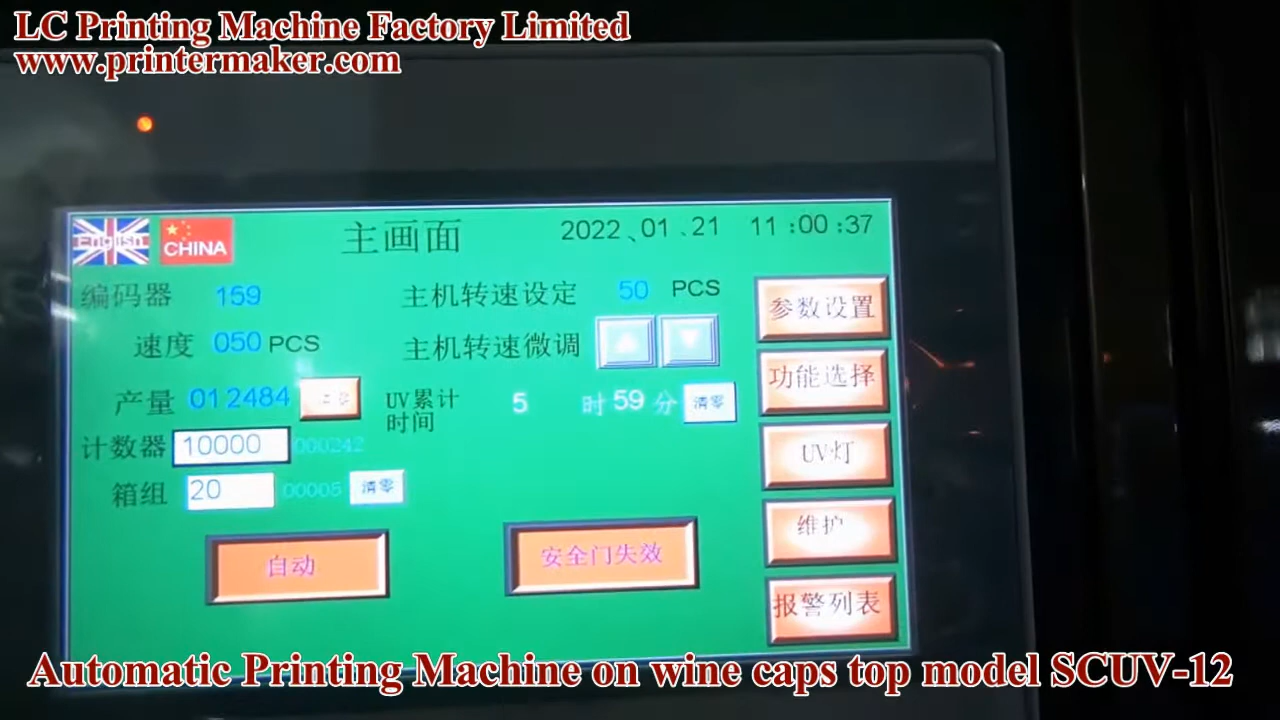 LC Printing Machine Factory Limited
www.printermaker.com
English CHINA 主画面 2022、01、21 11:00:37
编码器 159 主机转速设定 50 PCS 参数设置
速度 050 PCS 主机转速微调 功能选择
产量 012484 UV累计时间 5 时 59 分 清零
计数器 10000 000242 UV灯
箱组 20 00005 清零
自动 安全门失效 维护
报警列表
Automatic Printing Machine on wine caps top model SCUV-12